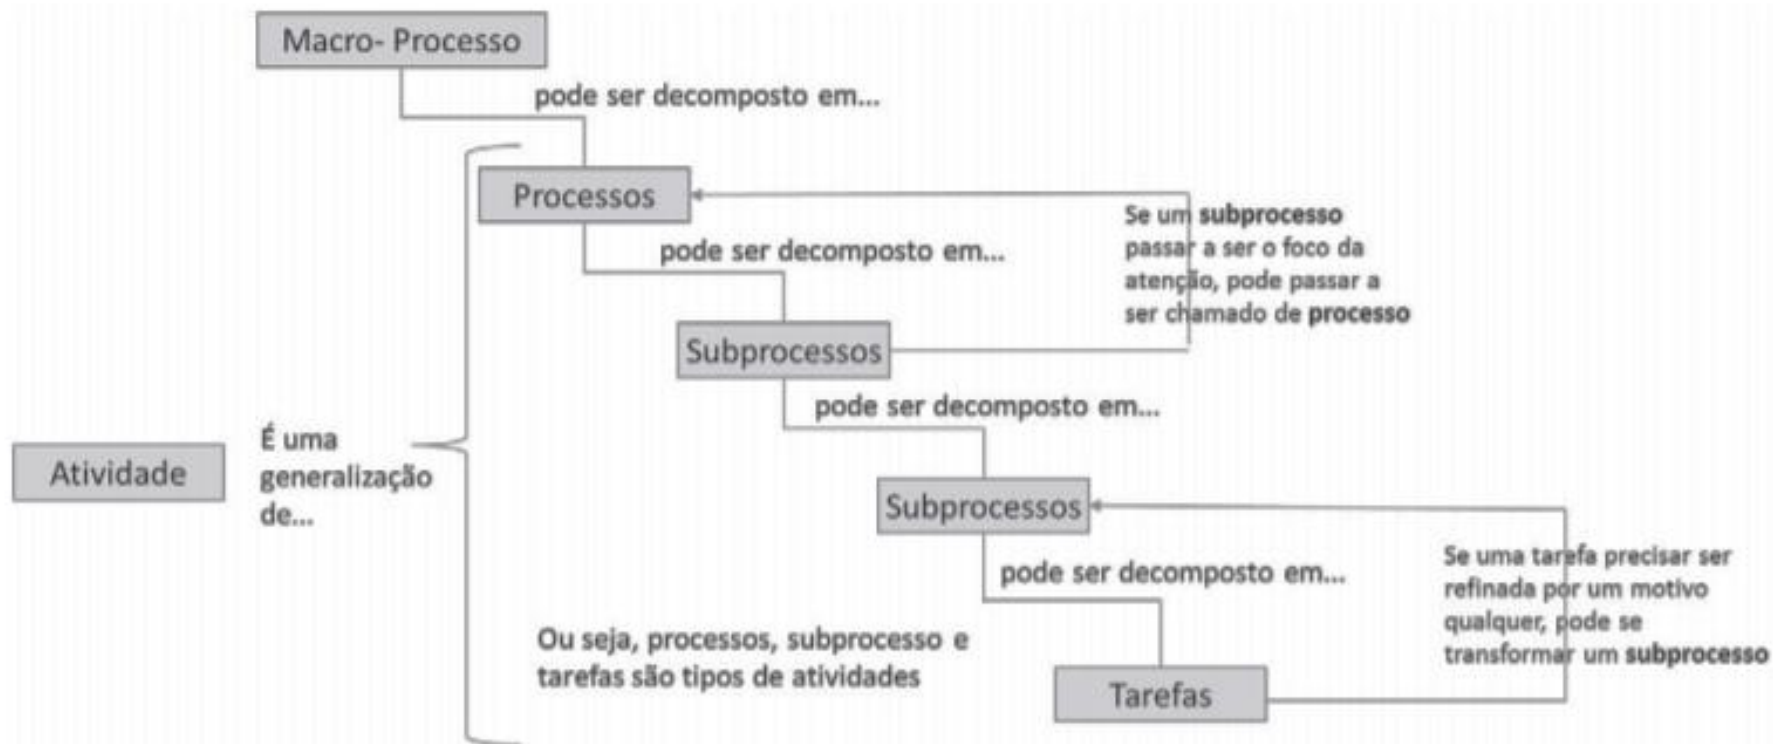 Macro- Processo
pode ser decomposto em...
Processos
pode ser decomposto em...
Se um subprocesso
passar a ser o foco da
atenção, pode passar a
ser chamado de processo
Subprocessos
pode ser decomposto em...
Atividade
É uma
generalização
de...
Subprocessos
pode ser decomposto em...
Se uma tarefa precisar ser
refinada por um motivo
qualquer, pode se
transformar um subprocesso
Ou seja, processos, subprocesso e
tarefas são tipos de atividades
Tarefas